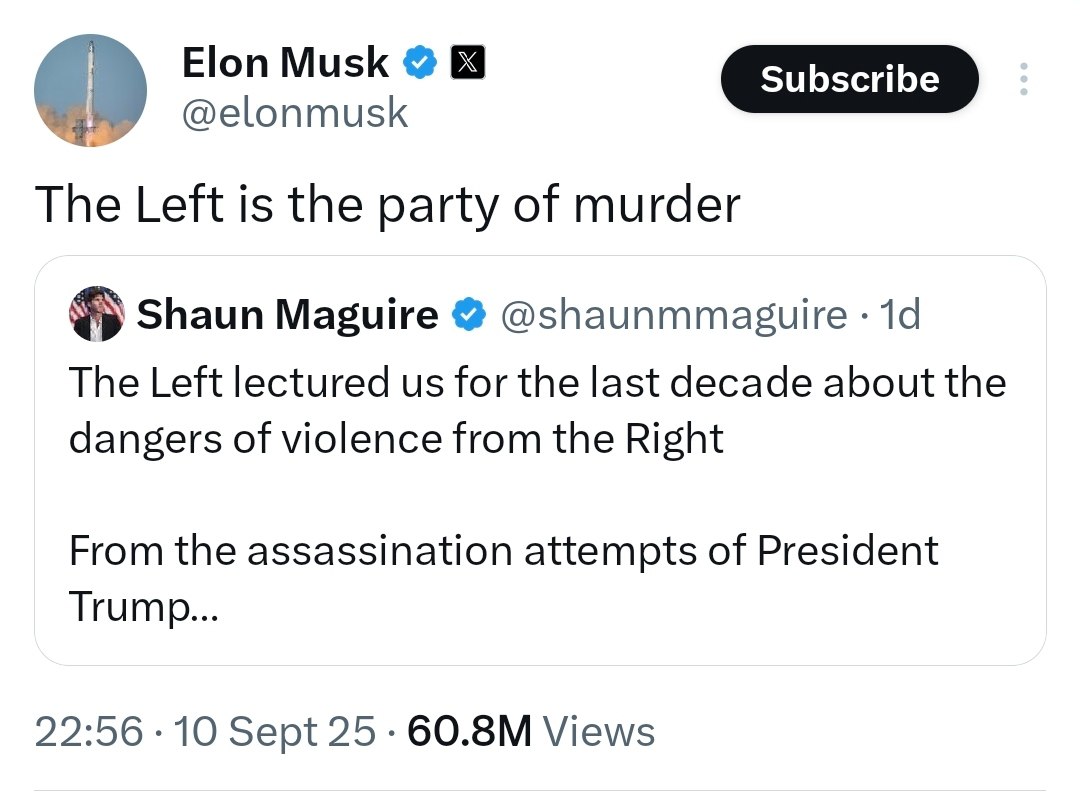 Elon Musk
@elonmusk
Subscribe
The Left is the party of murder
Shaun Maguire @shaunmmaguire · 1d
The Left lectured us for the last decade about the
dangers of violence from the Right
From the assassination attempts of President
Trump...
22:56 · 10 Sept 25 · 60.8M Views